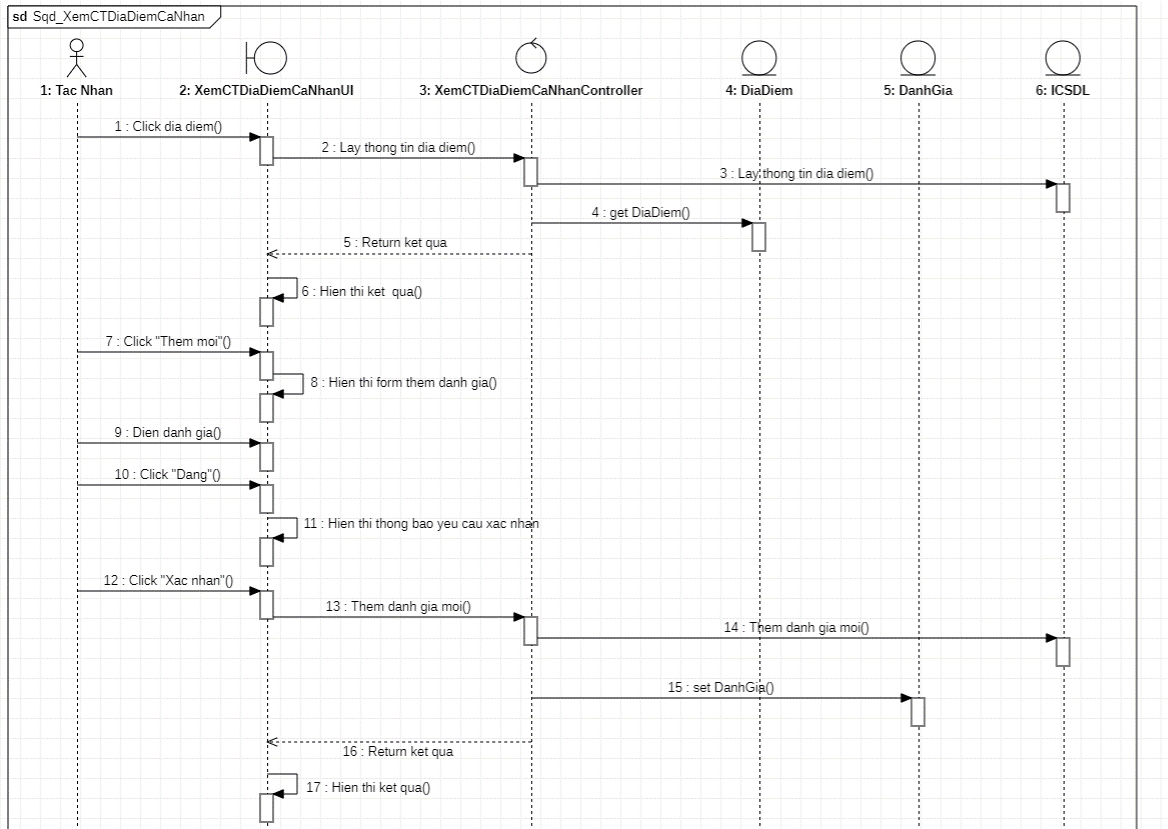 sd Sqd_XemCTDiaDiemCaNhan
1: Tac Nhan
2: XemCTDiaDiemCaNhanUI
3: XemCTDiaDiemCaNhanController
4: DiaDiem
5: DanhGia
6: ICSDL
1 : Click dia diem()
2 : Lay thong tin dia diem()
3 : Lay thong tin dia diem()
4 : get DiaDiem()
5 : Return ket qua
6 : Hien thi ket  qua()
7 : Click "Them moi"()
8 : Hien thi form them danh gia()
9 : Dien danh gia()
10 : Click "Dang"()
11 : Hien thi thong bao yeu cau xac nhan
12 : Click "Xac nhan"()
13 : Them danh gia moi()
14 : Them danh gia moi()
15 : set DanhGia()
16 : Return ket qua
17 : Hien thi ket qua()